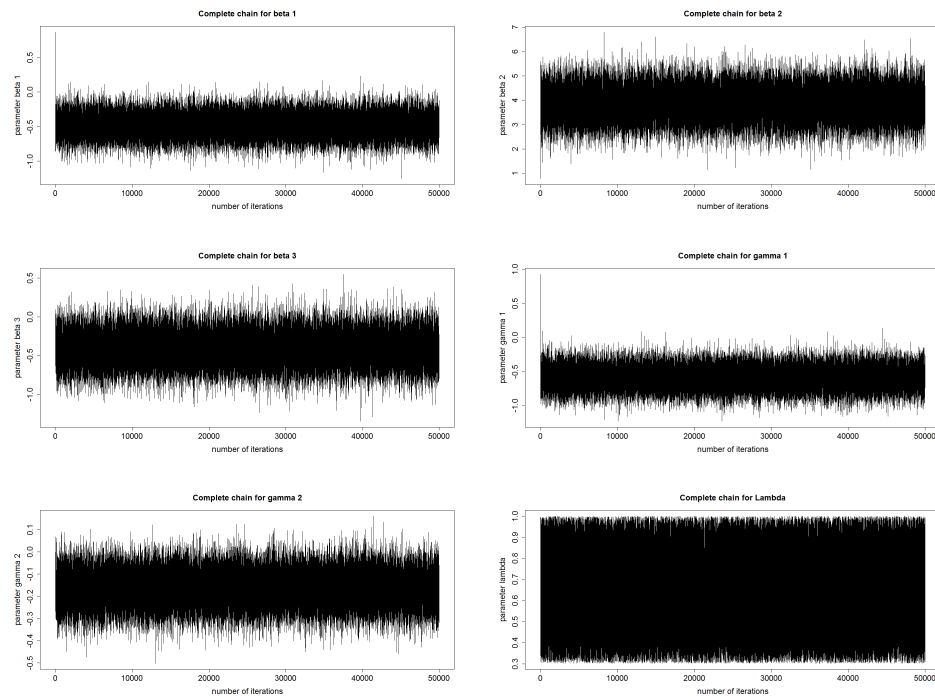 Complete chain for beta 1
parameter beta 1
0.5
0.0
-0.5
-1.0
0 10000 20000 30000 40000 50000
number of iterations
Complete chain for beta 2
parameter beta 2
7
6
5
4
3
2
1
0 10000 20000 30000 40000 50000
number of iterations
Complete chain for beta 3
parameter beta 3
0.5
0.0
-0.5
-1.0
0 10000 20000 30000 40000 50000
number of iterations
Complete chain for gamma 1
parameter gamma 1
1.0
0.5
0.0
-0.5
-1.0
0 10000 20000 30000 40000 50000
number of iterations
Complete chain for gamma 2
parameter gamma 2
0.1
0.0
-0.1
-0.2
-0.3
-0.4
-0.5
0 10000 20000 30000 40000 50000
number of iterations
Complete chain for Lambda
parameter lambda
1.0
0.9
0.8
0.7
0.6
0.5
0.4
0.3
0 10000 20000 30000 40000 50000
number of iterations